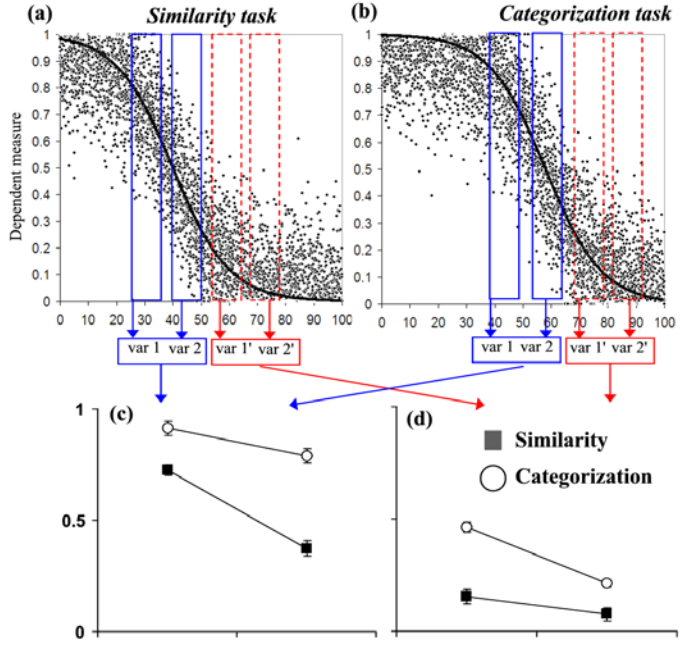 (a)
Similarity task
(b)
Categorization task
Dependent measure
1
0.9
0.8
0.7
0.6
0.5
0.4
0.3
0.2
0.1
0
0 10 20 30 40 50 60 70 80 90 100
var 1 var 2 var 1' var 2'
1
0.9
0.8
0.7
0.6
0.5
0.4
0.3
0.2
0.1
0
0 10 20 30 40 50 60 70 80 90 100
var 1 var 2 var 1' var 2'
(c)
1
0.5
0
(d)
Similarity
Categorization